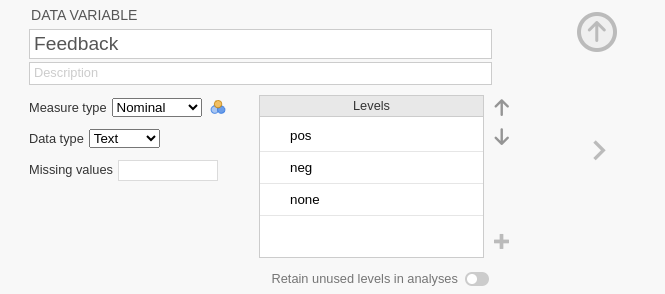 DATA VARIABLE
Feedback
Description
Measure type Nominal
Data type Text
Missing values
Levels
pos
neg
none
Retain unused levels in analyses